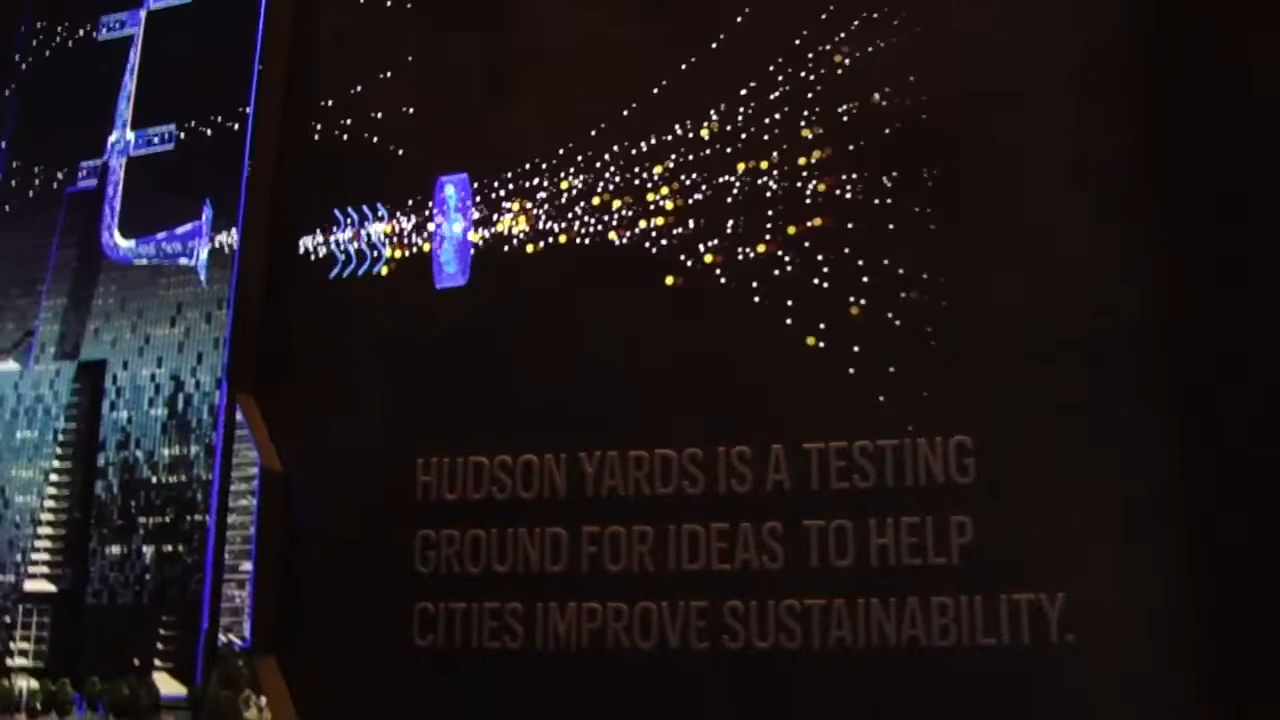 HUDSON YARDS IS A TESTING
GROUND FOR IDEAS TO HELP
CITIES IMPROVE SUSTAINABILITY.